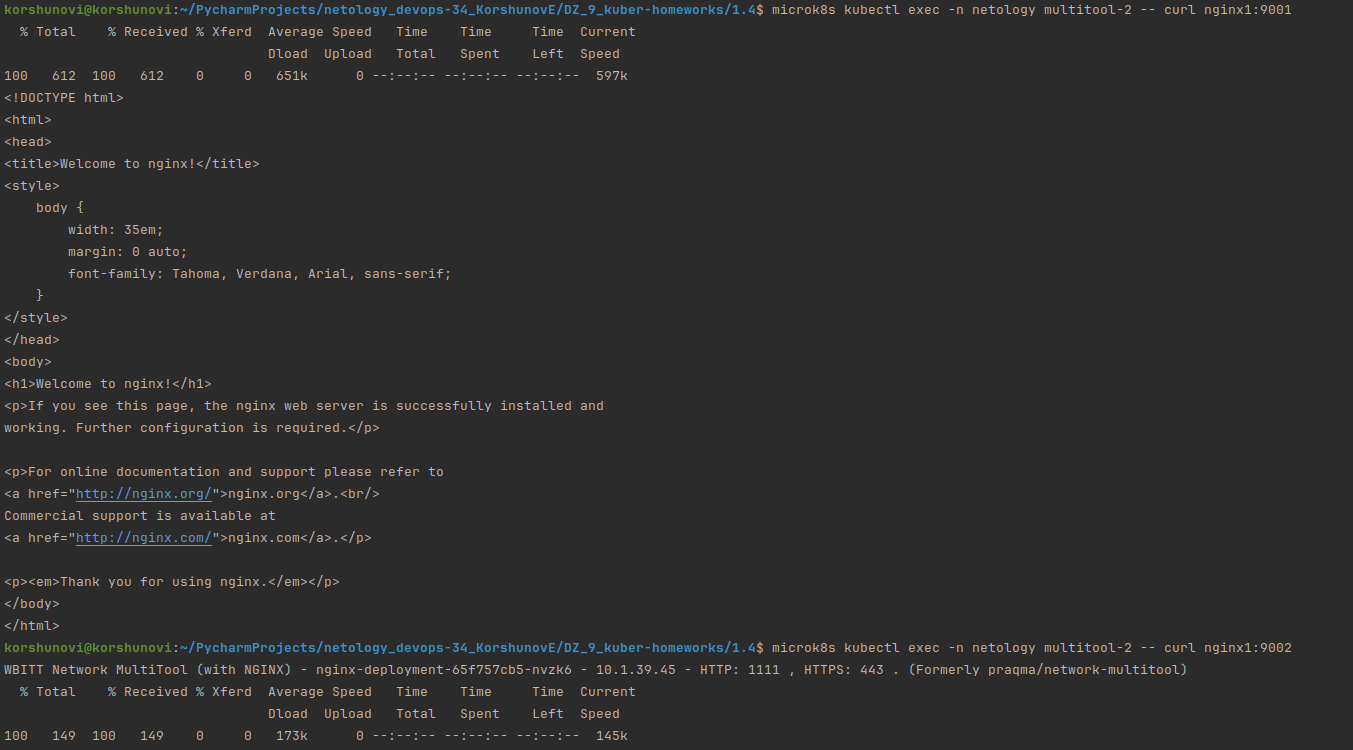 korshunovi@korshunovi:~/PycharmProjects/netology_devops-34_KorshunovE/DZ_9_kuber-homeworks/1.4$ microk8s kubectl exec -n netology multitool-2 -- curl nginx1:9001
  % Total    % Received % Xferd  Average Speed   Time    Time     Time  Current
                                 Dload  Upload   Total   Spent    Left  Speed
100   612  100   612    0     0   651k      0 --:--:-- --:--:-- --:--:--  597k
<!DOCTYPE html>
<html>
<head>
<title>Welcome to nginx!</title>
<style>
    body {
        width: 35em;
        margin: 0 auto;
        font-family: Tahoma, Verdana, Arial, sans-serif;
    }
</style>
</head>
<body>
<h1>Welcome to nginx!</h1>
<p>If you see this page, the nginx web server is successfully installed and
working. Further configuration is required.</p>

<p>For online documentation and support please refer to
<a href="http://nginx.org/">nginx.org</a>.<br/>
Commercial support is available at
<a href="http://nginx.com/">nginx.com</a>.</p>

<p><em>Thank you for using nginx.</em></p>
</body>
</html>
korshunovi@korshunovi:~/PycharmProjects/netology_devops-34_KorshunovE/DZ_9_kuber-homeworks/1.4$ microk8s kubectl exec -n netology multitool-2 -- curl nginx1:9002
WBITT Network MultiTool (with NGINX) - nginx-deployment-65f757cb5-nvzk6 - 10.1.39.45 - HTTP: 1111 , HTTPS: 443 . (Formerly praqma/network-multitool)
  % Total    % Received % Xferd  Average Speed   Time    Time     Time  Current
                                 Dload  Upload   Total   Spent    Left  Speed
100   149  100   149    0     0   173k      0 --:--:-- --:--:-- --:--:--  145k